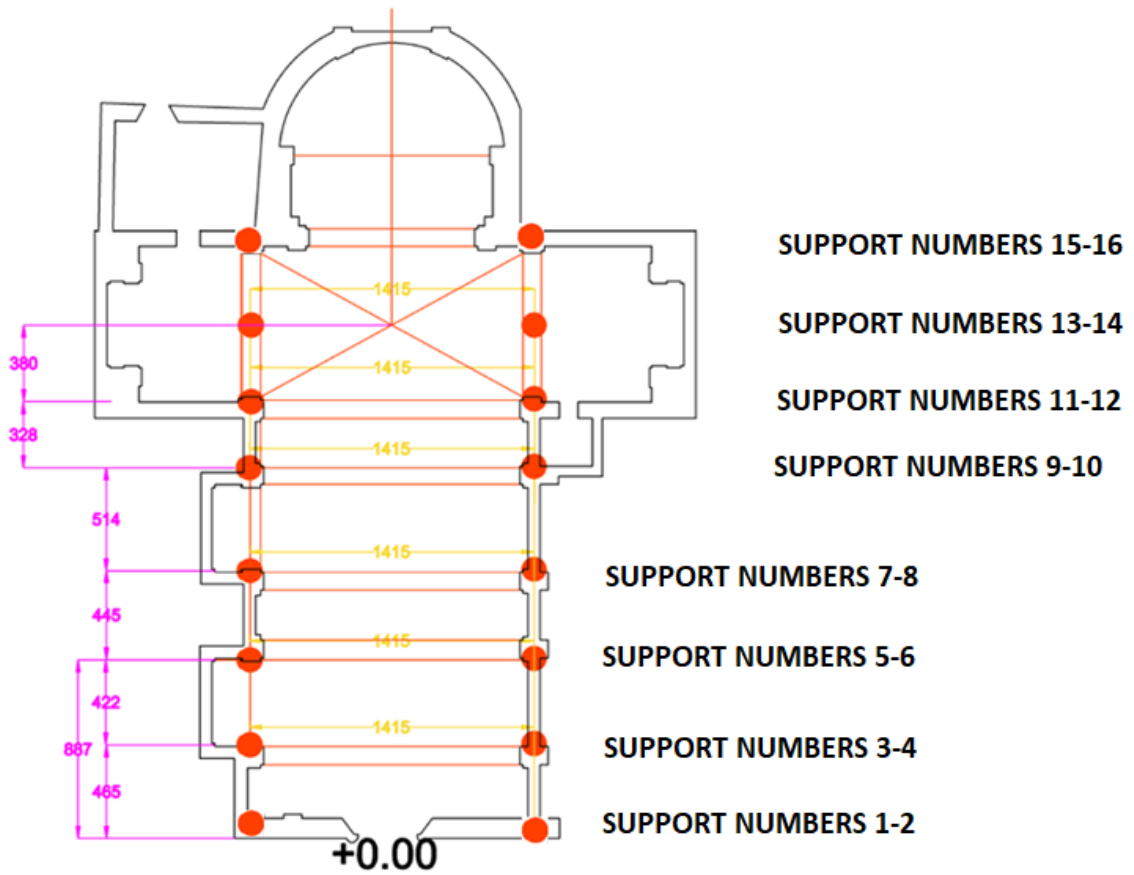 SUPPORT NUMBERS 15-16
1415
SUPPORT NUMBERS 13-14
380
1415
SUPPORT NUMBERS 11-12
328
1415
SUPPORT NUMBERS 9-10
514
1415
SUPPORT NUMBERS 7-8
445
1415
SUPPORT NUMBERS 5-6
422
1415
887
SUPPORT NUMBERS 3-4
465
SUPPORT NUMBERS 1-2
+0.00